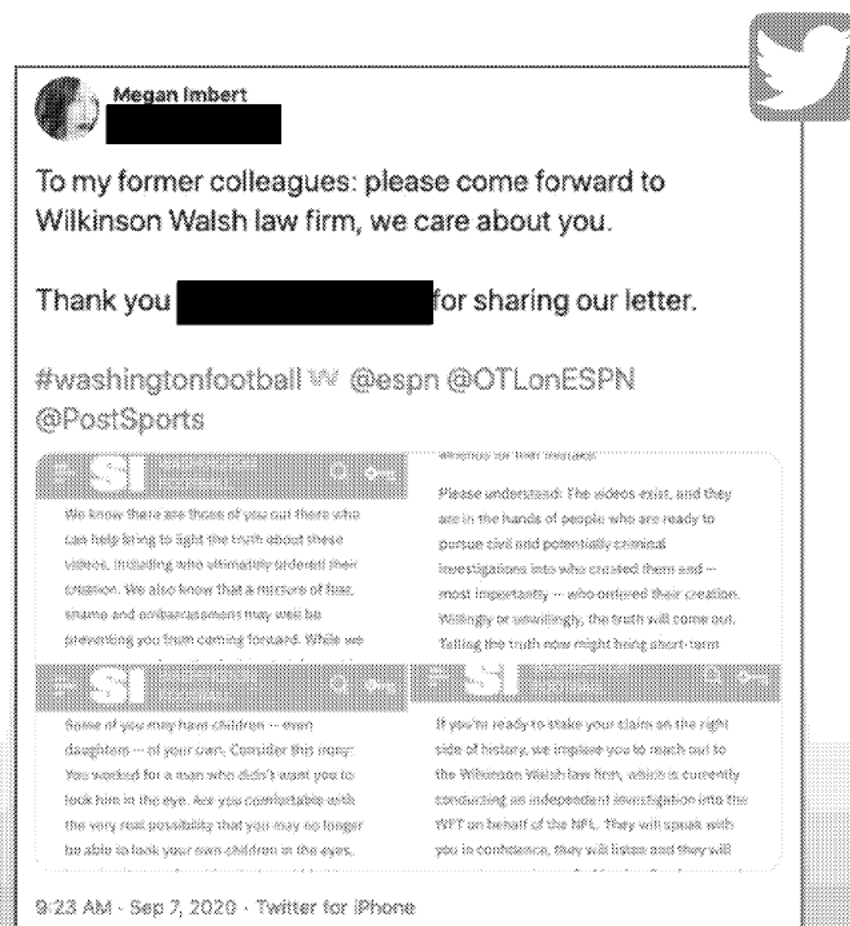 Megan Imbert
To my former colleagues: please come forward to
Wilkinson Walsh law firm, we care about you.
Thank you for sharing our letter.
#washingtonfootball W @espn @OTLonESPN
@PostSports
SI
We know there are those of you out there who
can help bring to light the truth about these
videos, including who ultimately ordered their
creation. We also know that a mixture of fear,
shame and embarrassment may well be
preventing you from coming forward. While we
Please understand: The videos exist, and they
are in the hands of people who are ready to
pursue civil and potentially criminal
investigations into who created them and --
most importantly -- who ordered their creation.
Willingly or unwillingly, the truth will come out.
Telling the truth now might bring short-term
SI
Some of you may have children -- even
daughters -- of your own. Consider this irony:
You worked for a man who didn't want you to
look him in the eye. Are you comfortable with
the very real possibility that you may no longer
be able to look your own children in the eyes,
SI
If you're ready to stake your claim on the right
side of history, we implore you to reach out to
the Wilkinson Walsh law firm, which is currently
conducting an independent investigation into the
WFT on behalf of the NFL. They will speak with
you in confidence, they will listen and they will
9:23 AM · Sep 7, 2020 · Twitter for iPhone